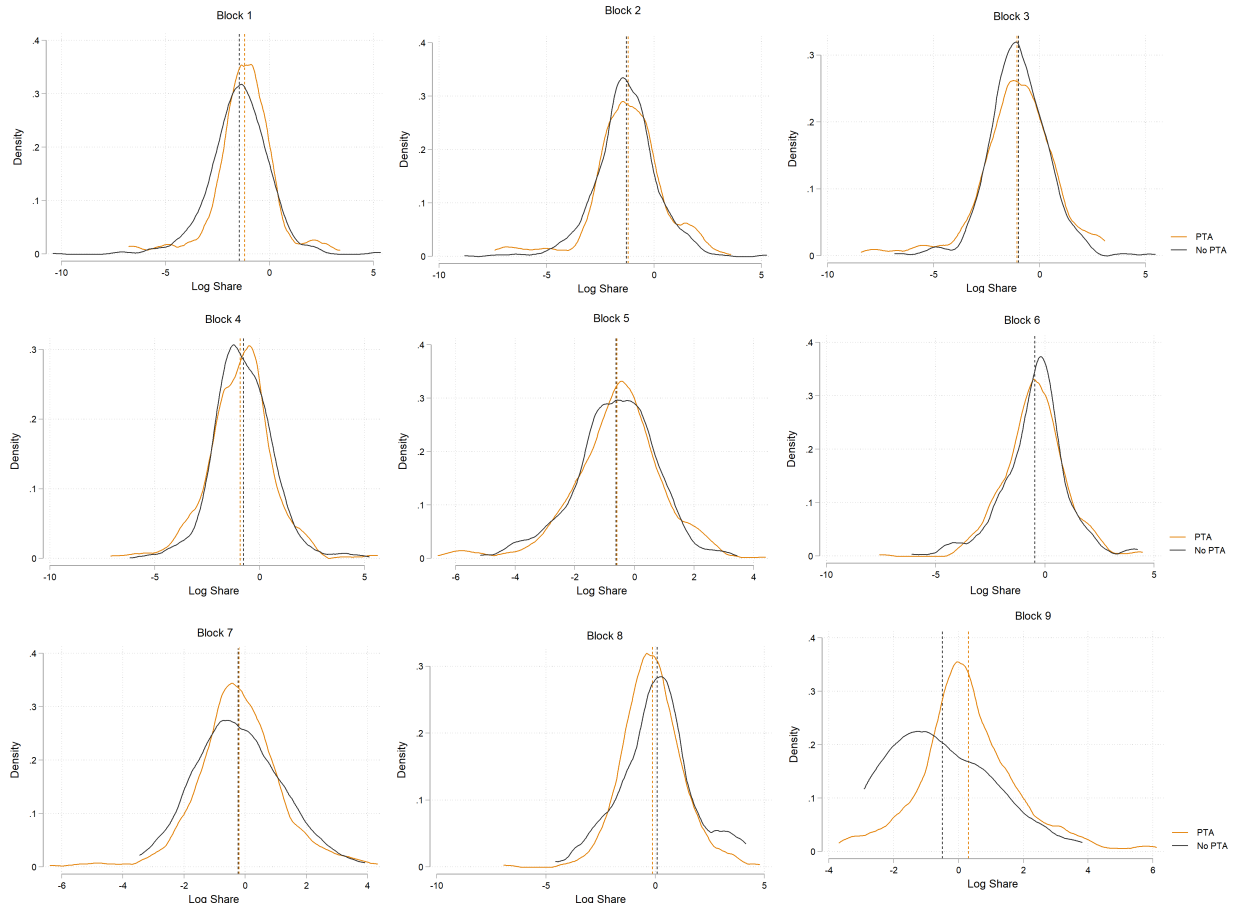 Block 1
.4
.3
.2
.1
0
Density
-10
-5
0
5
Log Share
Block 2
.4
.3
.2
.1
0
Density
-10
-5
0
5
Log Share
Block 3
.3
.2
.1
0
Density
-10
-5
0
5
Log Share
PTA
No PTA
Block 4
.3
.2
.1
0
Density
-10
-5
0
5
Log Share
Block 5
.4
.3
.2
.1
0
Density
-6
-4
-2
0
2
4
Log Share
Block 6
.4
.3
.2
.1
0
Density
-10
-5
0
5
Log Share
PTA
No PTA
Block 7
.4
.3
.2
.1
0
Density
-6
-4
-2
0
2
4
Log Share
Block 8
.3
.2
.1
0
Density
-10
-5
0
5
Log Share
Block 9
.4
.3
.2
.1
0
Density
-4
-2
0
2
4
6
Log Share
PTA
No PTA